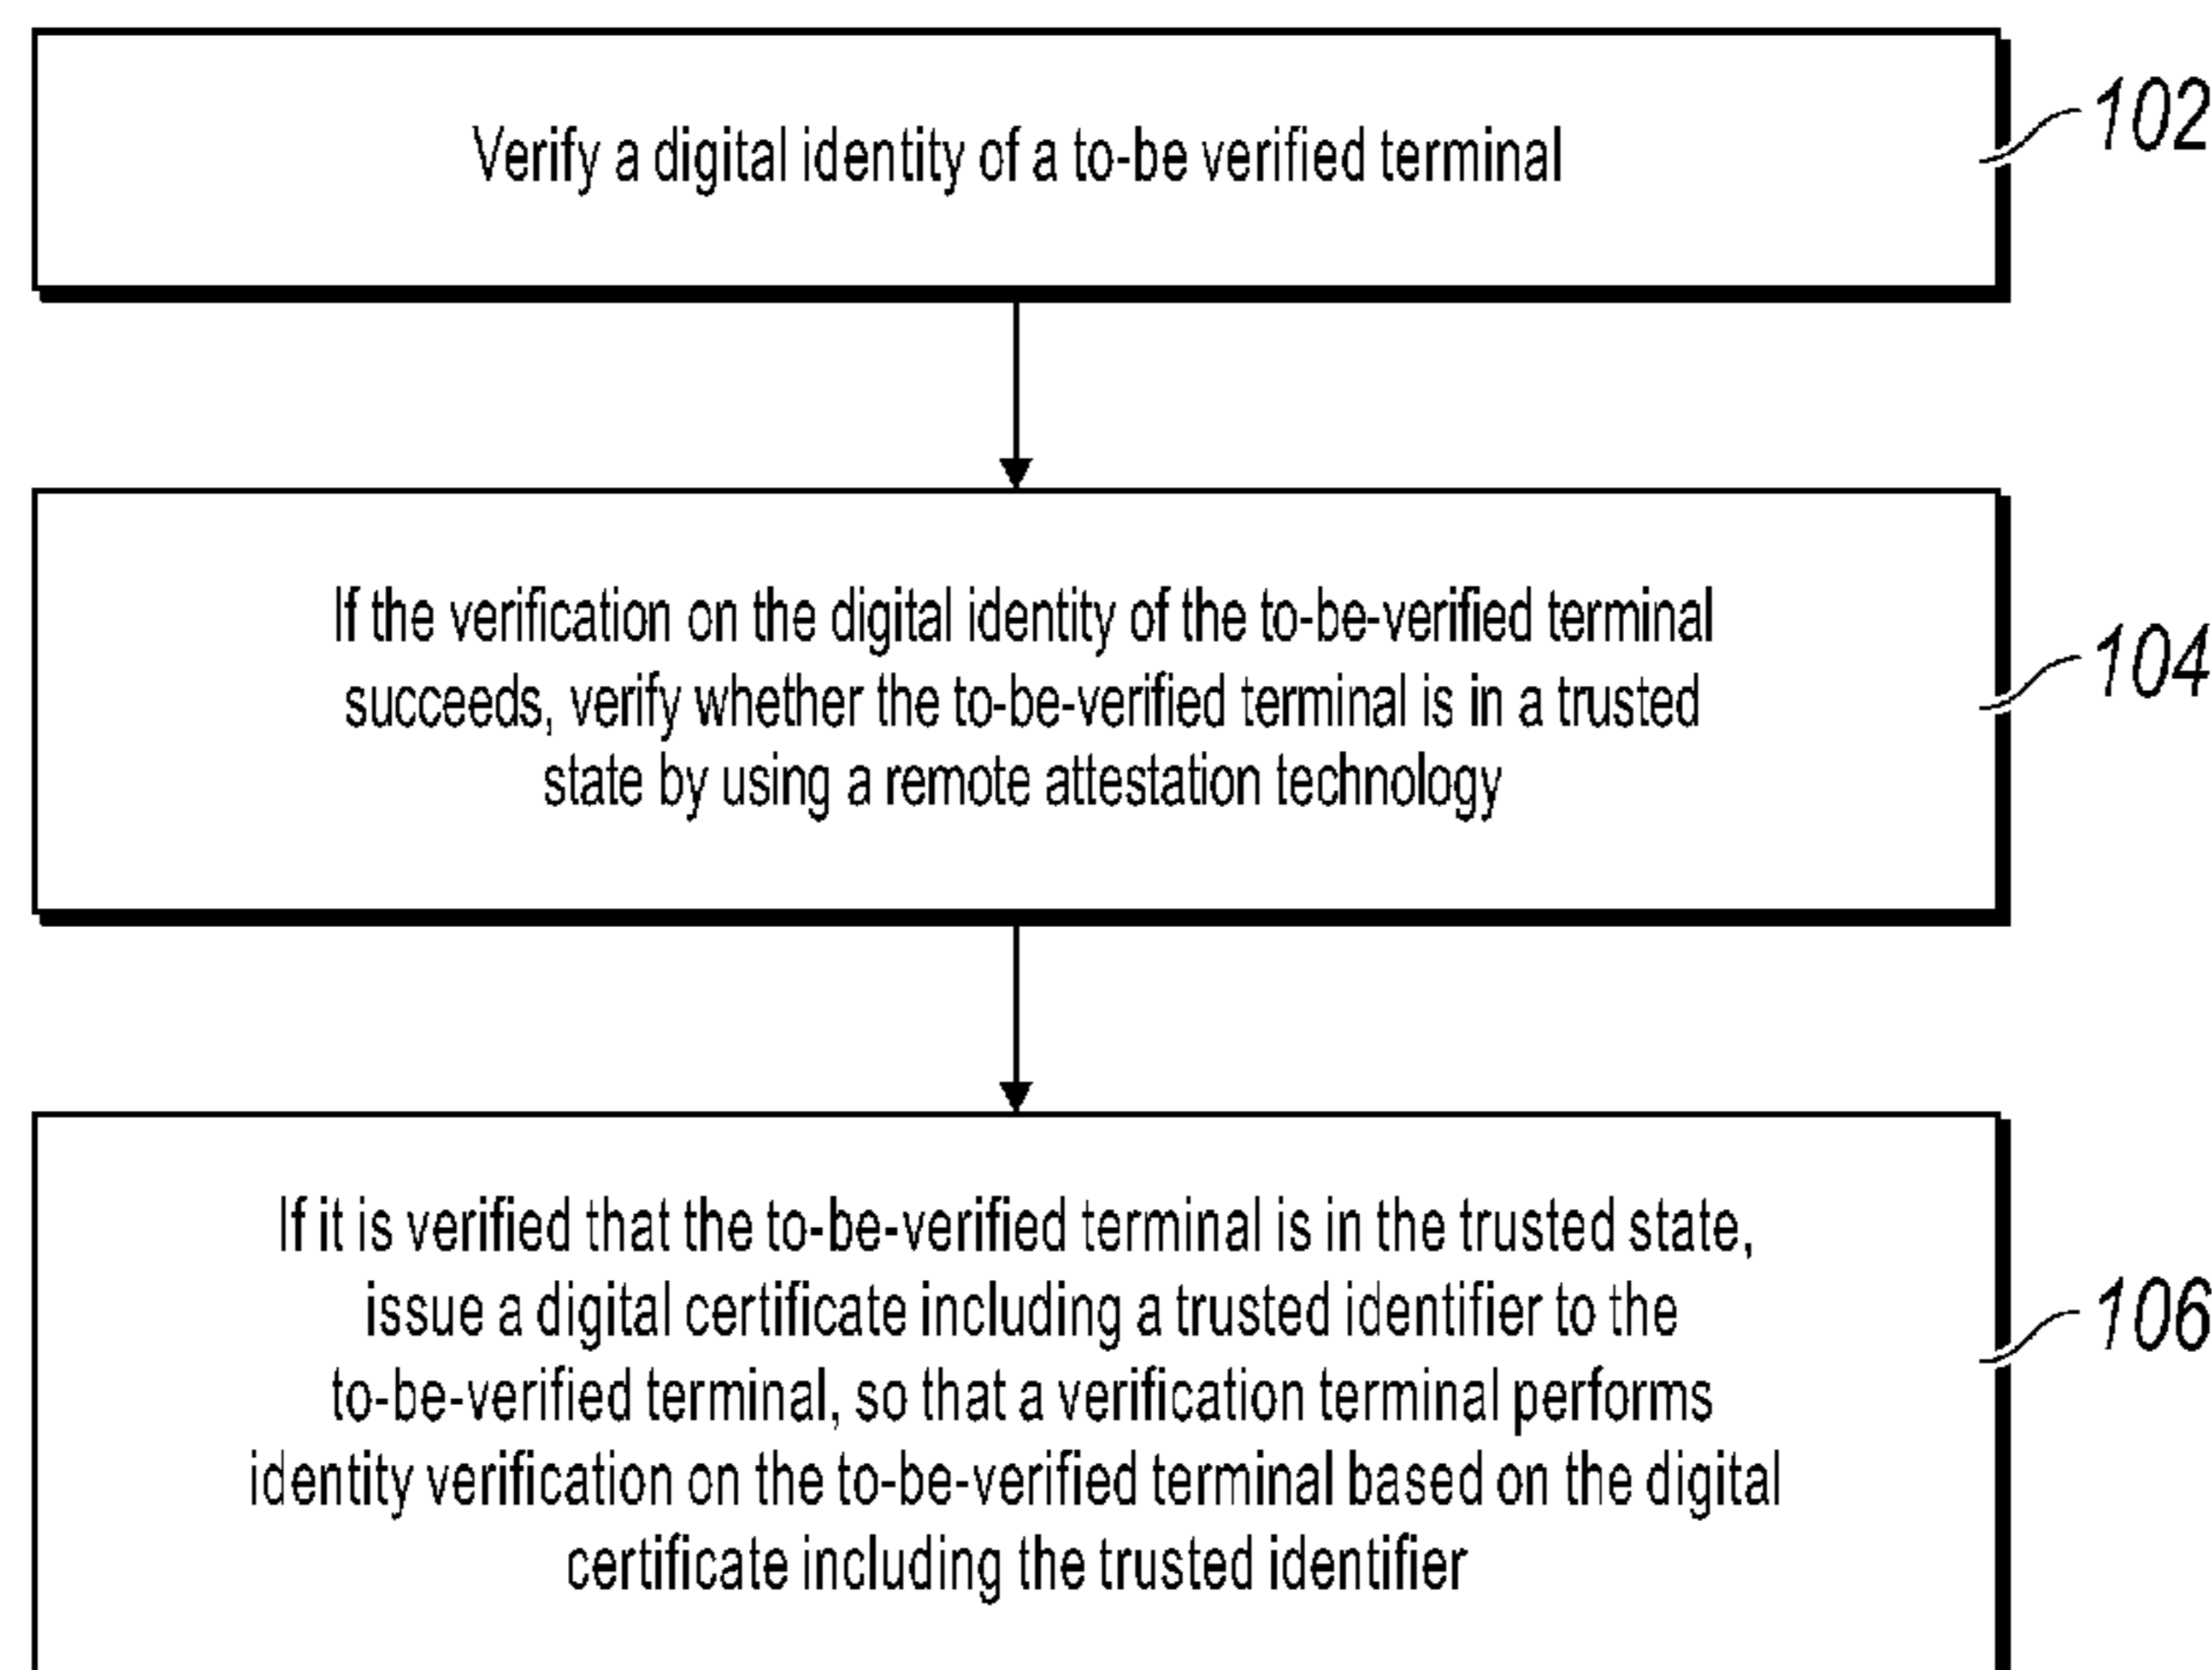 Verify a digital identity of a to-be verified terminal
102
If the verification on the digital identity of the to-be-verified terminal
succeeds, verify whether the to-be-verified terminal is in a trusted
state by using a remote attestation technology
104
If it is verified that the to-be-verified terminal is in the trusted state,
issue a digital certificate including a trusted identifier to the
to-be-verified terminal, so that a verification terminal performs
identity verification on the to-be-verified terminal based on the digital
certificate including the trusted identifier
106